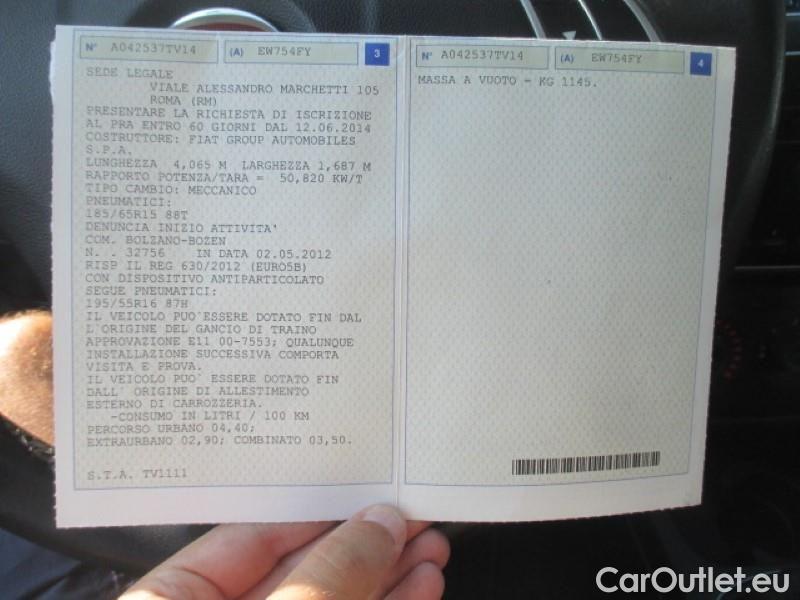 N° A042537TV14 (A) EW754FY 3
SEDE LEGALE
VIALE ALESSANDRO MARCHETTI 105
ROMA (RM)
PRESENTARE LA RICHIESTA DI ISCRIZIONE
AL PRA ENTRO 60 GIORNI DAL 12.06.2014
COSTRUTTORE: FIAT GROUP AUTOMOBILES
S.P.A.
LUNGHEZZA 4,065 M LARGHEZZA 1,687 M
RAPPORTO POTENZA/TARA = 50,820 KW/T
TIPO CAMBIO: MECCANICO
PNEUMATICI:
185/65R15 88T
DENUNCIA INIZIO ATTIVITA'
COM. BOLZANO-BOZEN
N... 32756 IN DATA 02.05.2012
RISP IL REG 630/2012 (EURO5B)
CON DISPOSITIVO ANTIPARTICOLATO
SEGUE PNEUMATICI:
195/55R16 87H
IL VEICOLO PUO`ESSERE DOTATO FIN DAL
L`ORIGINE DEL GANCIO DI TRAINO
APPROVAZIONE E11 00-7553; QUALUNQUE
INSTALLAZIONE SUCCESSIVA COMPORTA
VISITA E PROVA.
IL VEICOLO PUO` ESSERE DOTATO FIN
DALL` ORIGINE DI ALLESTIMENTO
ESTERNO DI CARROZZERIA.
-CONSUMO IN LITRI / 100 KM
PERCORSO URBANO 04,40;
EXTRAURBANO 02,90; COMBINATO 03,50.
S.T.A. TV1111
N° A042537TV14 (A) EW754FY 4
MASSA A VUOTO - KG 1145.
CarOutlet.eu